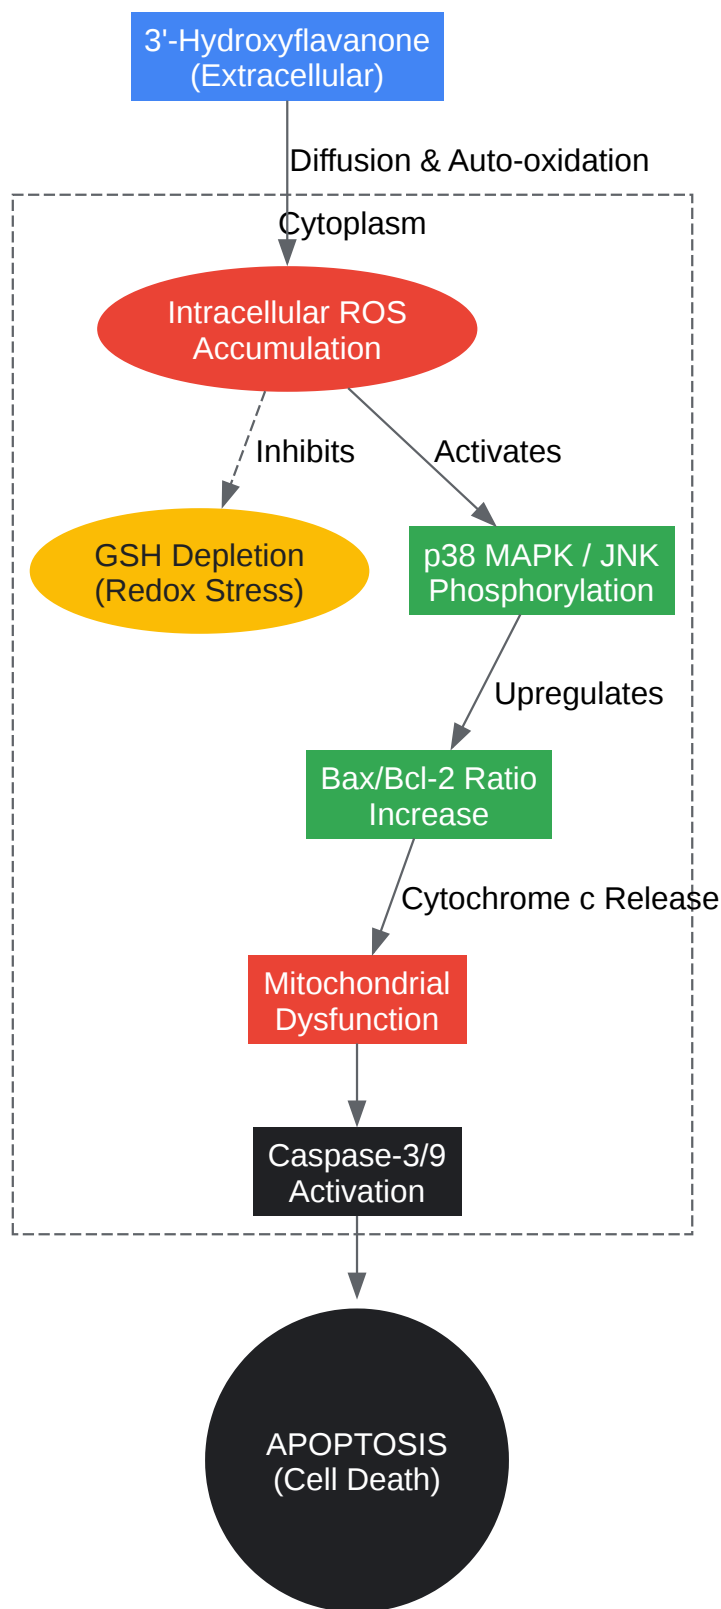 3'-Hydroxyflavanone
(Extracellular)
Diffusion & Auto-oxidation
Cytoplasm
Intracellular ROS
Accumulation
Inhibits
Activates
GSH Depletion
(Redox Stress)
p38 MAPK / JNK
Phosphorylation
Upregulates
Bax/Bcl-2 Ratio
Increase
Cytochrome c Release
Mitochondrial
Dysfunction
Caspase-3/9
Activation
APOPTOSIS
(Cell Death)